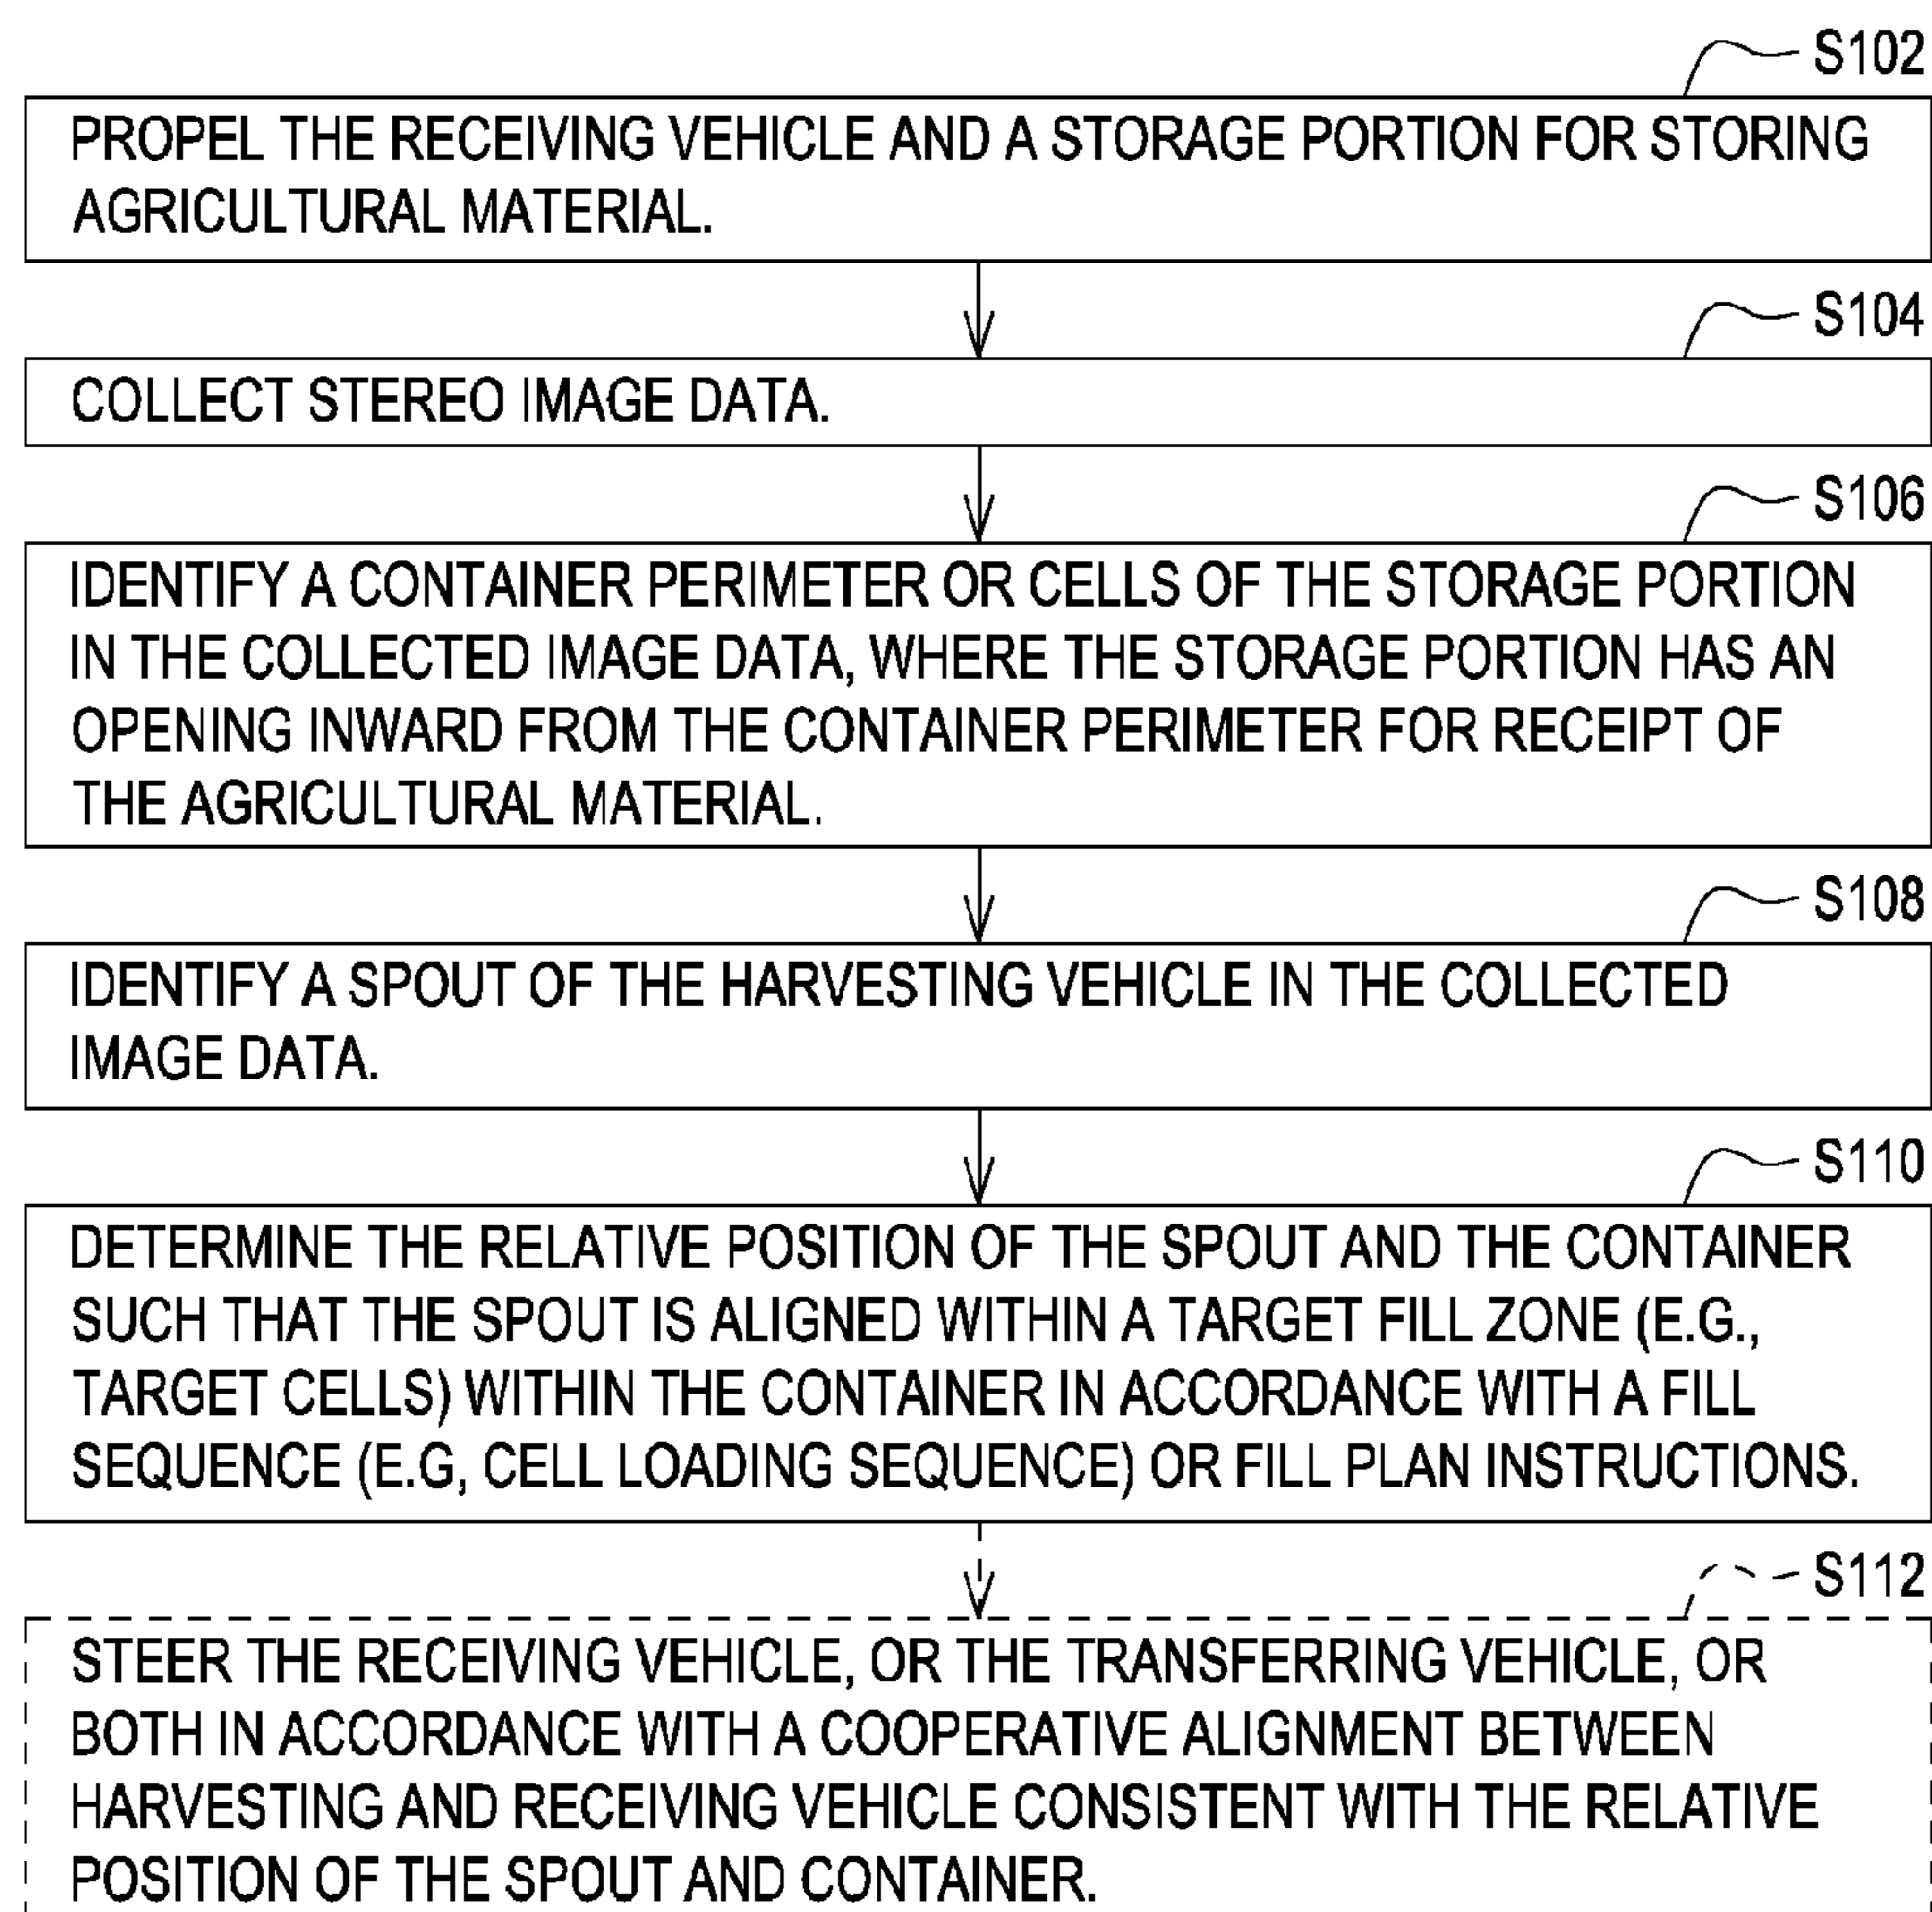 S102
PROPEL THE RECEIVING VEHICLE AND A STORAGE PORTION FOR STORING
AGRICULTURAL MATERIAL.
S104
COLLECT STEREO IMAGE DATA.
S106
IDENTIFY A CONTAINER PERIMETER OR CELLS OF THE STORAGE PORTION
IN THE COLLECTED IMAGE DATA, WHERE THE STORAGE PORTION HAS AN
OPENING INWARD FROM THE CONTAINER PERIMETER FOR RECEIPT OF
THE AGRICULTURAL MATERIAL.
S108
IDENTIFY A SPOUT OF THE HARVESTING VEHICLE IN THE COLLECTED
IMAGE DATA.
S110
DETERMINE THE RELATIVE POSITION OF THE SPOUT AND THE CONTAINER
SUCH THAT THE SPOUT IS ALIGNED WITHIN A TARGET FILL ZONE (E.G.,
TARGET CELLS) WITHIN THE CONTAINER IN ACCORDANCE WITH A FILL
SEQUENCE (E.G, CELL LOADING SEQUENCE) OR FILL PLAN INSTRUCTIONS.
S112
STEER THE RECEIVING VEHICLE, OR THE TRANSFERRING VEHICLE, OR
BOTH IN ACCORDANCE WITH A COOPERATIVE ALIGNMENT BETWEEN
HARVESTING AND RECEIVING VEHICLE CONSISTENT WITH THE RELATIVE
POSITION OF THE SPOUT AND CONTAINER.